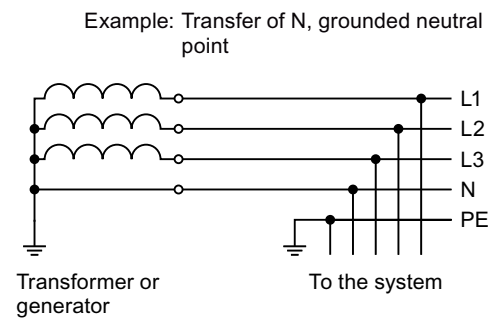 Example: Transfer of N, grounded neutral
point
L1
L2
L3
N
PE
Transformer or
generator
To the system